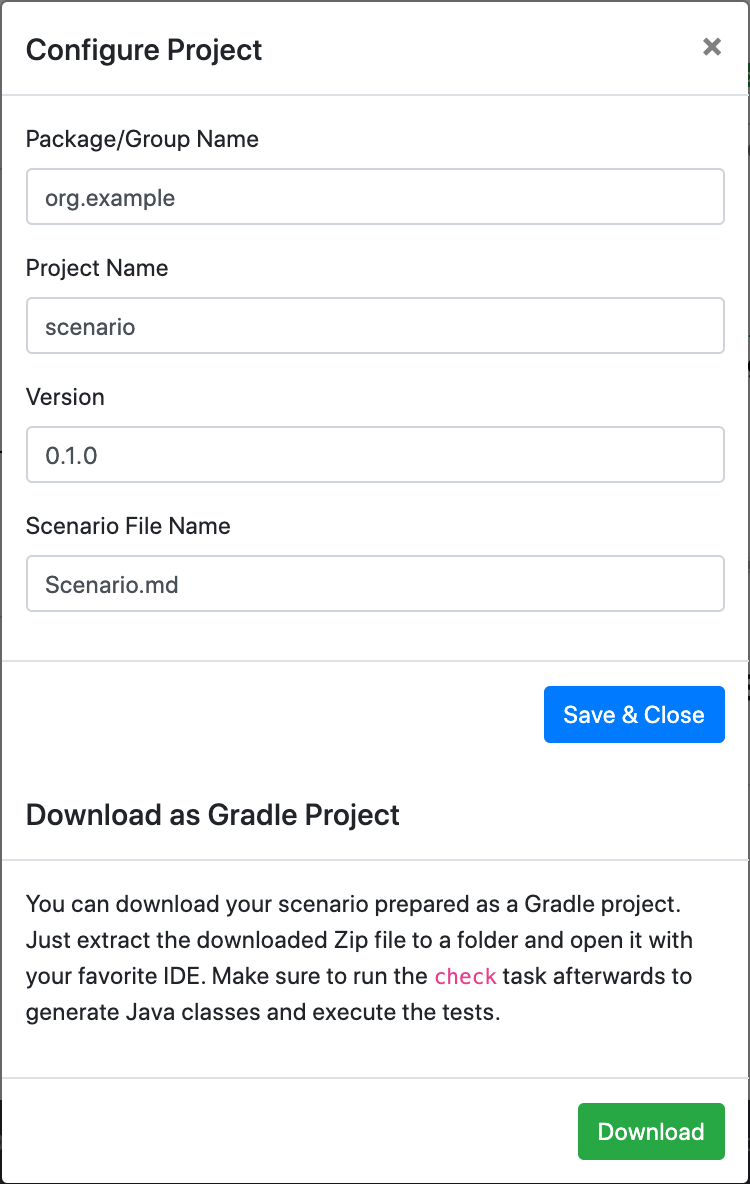 Configure Project
×
Package/Group Name
org.example
Project Name
scenario
Version
0.1.0
Scenario File Name
Scenario.md
Save & Close
Download as Gradle Project
You can download your scenario prepared as a Gradle project.
Just extract the downloaded Zip file to a folder and open it with
your favorite IDE. Make sure to run the check task afterwards to
generate Java classes and execute the tests.
Download